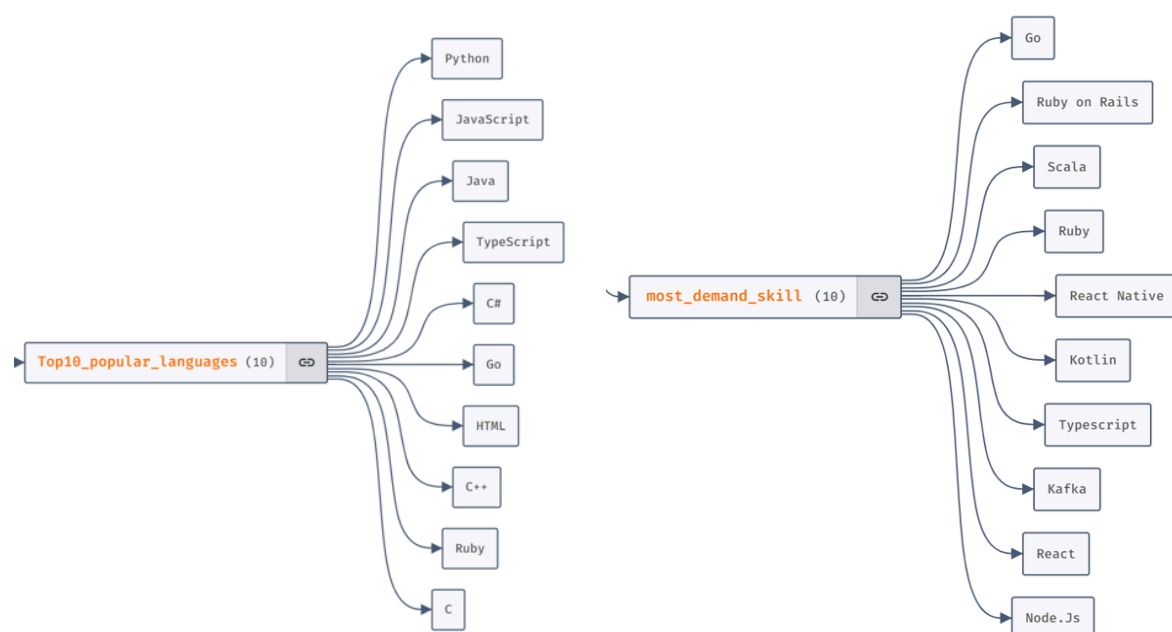 Top10_popular_languages (10)
Python
JavaScript
Java
TypeScript
C#
Go
HTML
C++
Ruby
C
most_demand_skill (10)
Go
Ruby on Rails
Scala
Ruby
React Native
Kotlin
Typescript
Kafka
React
Node.Js